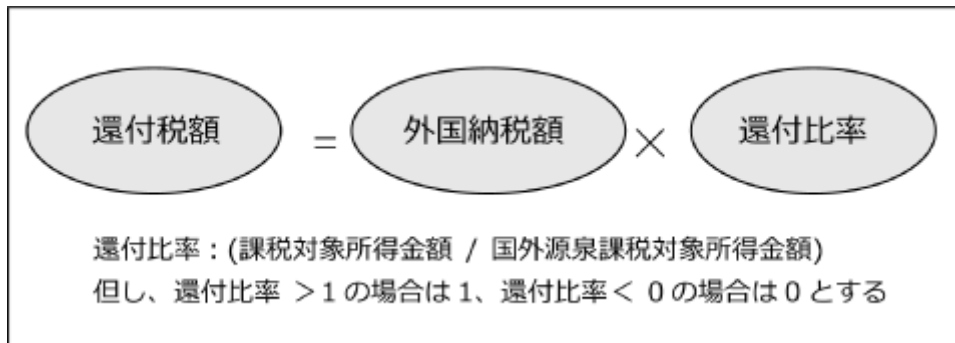 還付税額 = 外国納税額 × 還付比率
還付比率：(課税対象所得金額 / 国外源泉課税対象所得金額)
但し、還付比率 ＞1 の場合は 1、還付比率＜ 0 の場合は 0 とする